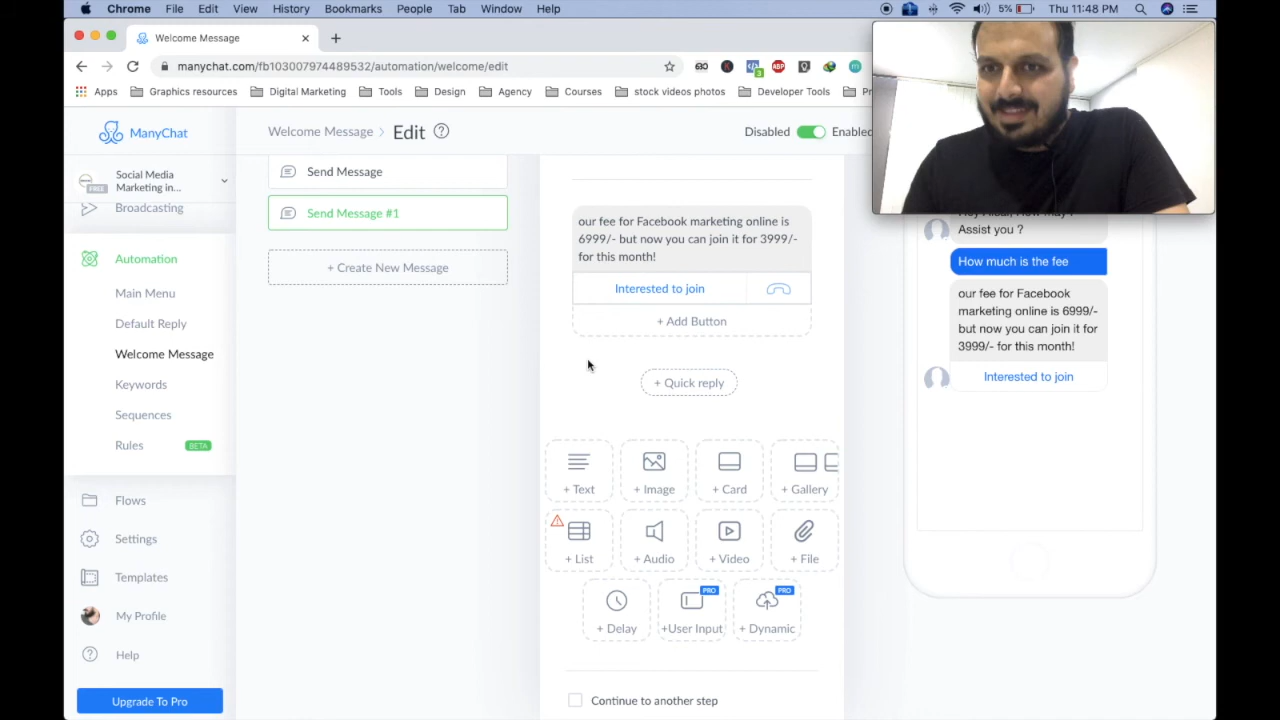 Chrome File Edit View History Bookmarks People Tab Window Help 5% Thu 11:48 PM
Welcome Message
manychat.com/fb103007974489532/automation/welcome/edit 3 ABP
Apps Graphics resources Digital Marketing Tools Design Agency Courses stock videos photos Developer Tools
ManyChat
Welcome Message > Edit Disabled Enabled
Social Media
Marketing in...
FREE
Broadcasting
Automation
Main Menu
Default Reply
Welcome Message
Keywords
Sequences
Rules BETA
Flows
Settings
Templates
My Profile
Help
Upgrade To Pro
Send Message
Send Message #1
+ Create New Message
our fee for Facebook marketing online is
6999/- but now you can join it for 3999/-
for this month!
Interested to join
+ Add Button
+ Quick reply
+ Text + Image + Card + Gallery
+ List + Audio + Video + File
PRO PRO
+ Delay +User Input + Dynamic
Continue to another step
Assist you ?
How much is the fee
our fee for Facebook
marketing online is 6999/-
but now you can join it for
3999/- for this month!
Interested to join